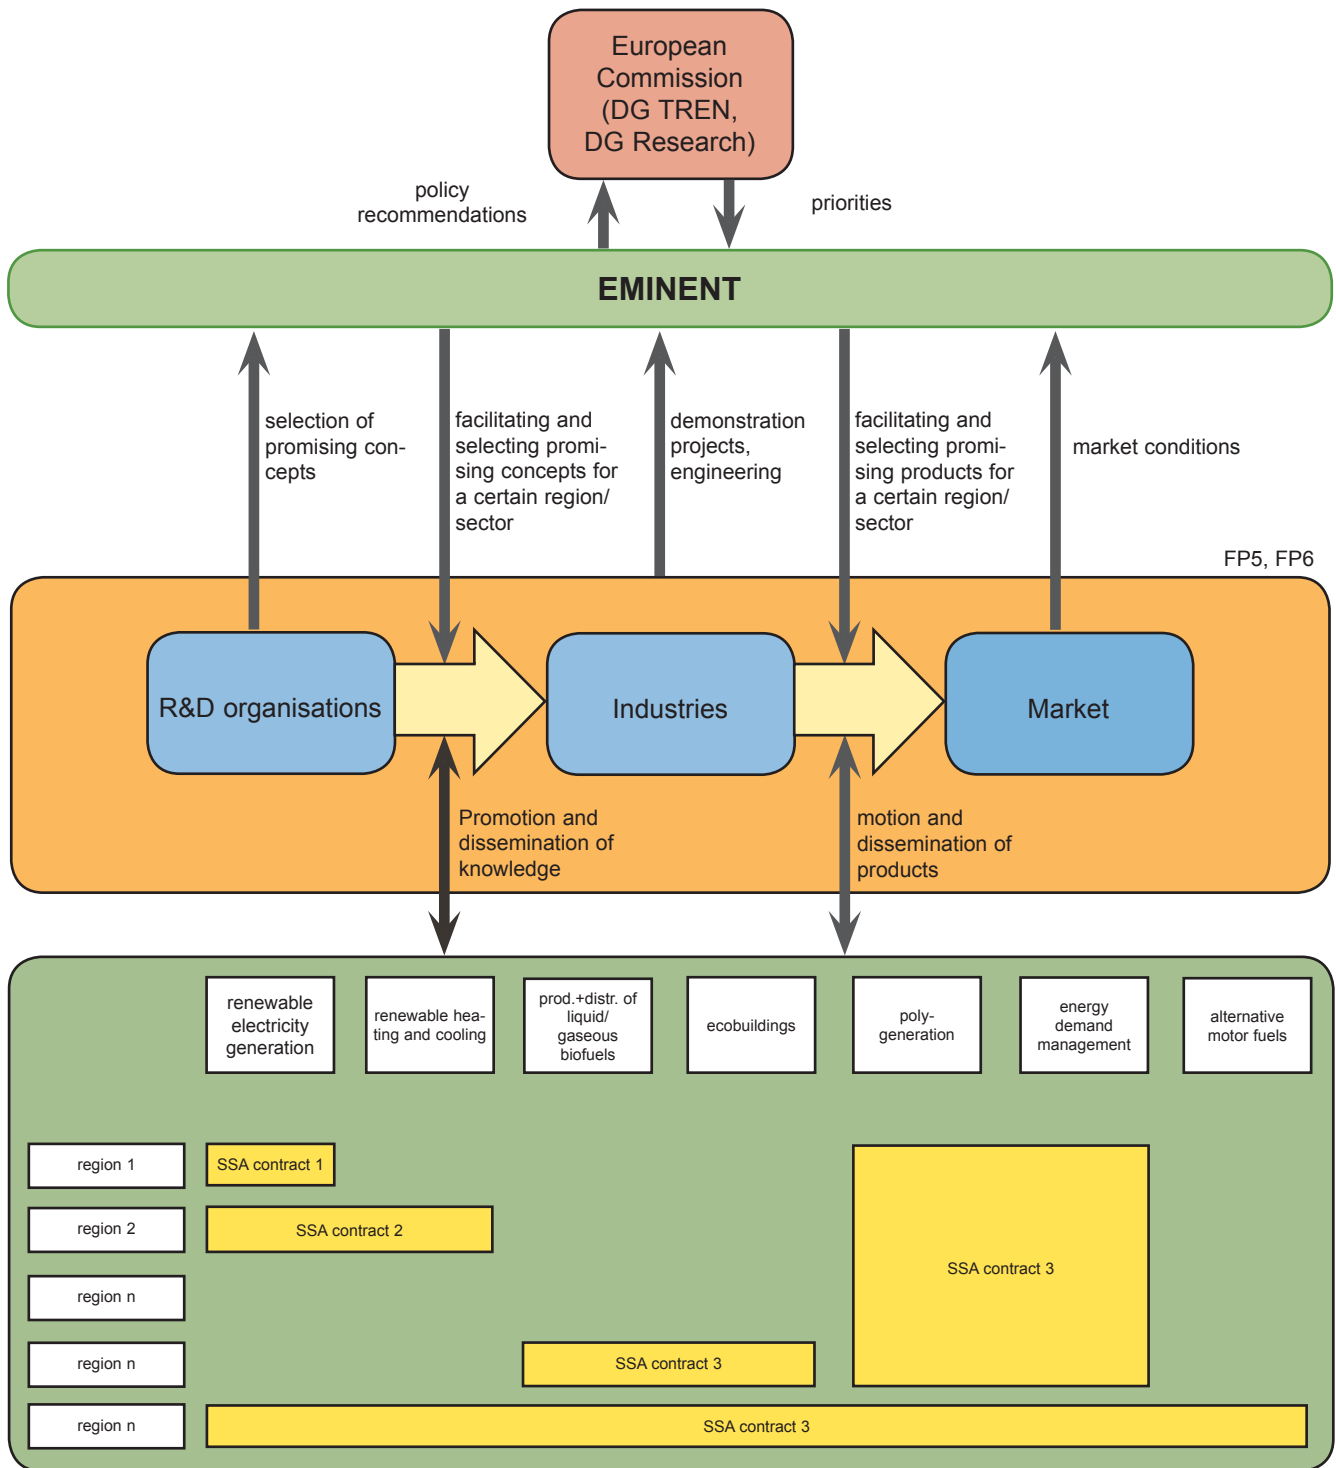 European
Commission
(DG TREN,
DG Research)
policy
recommendations
priorities
EMINENT
selection of
promising con-
cepts
facilitating and
selecting promi-
sing concepts for
a certain region/
sector
demonstration
projects,
engineering
facilitating and
selecting promi-
sing products for
a certain region/
sector
market conditions
FP5, FP6
R&D organisations
Industries
Market
Promotion and
dissemination of
knowledge
motion and
dissemination of
products
renewable
electricity
generation
renewable hea-
ting and cooling
prod.+distr. of
liquid/
gaseous
biofuels
ecobuildings
poly-
generation
energy
demand
management
alternative
motor fuels
region 1
SSA contract 1
region 2
SSA contract 2
SSA contract 3
region n
region n
SSA contract 3
region n
SSA contract 3